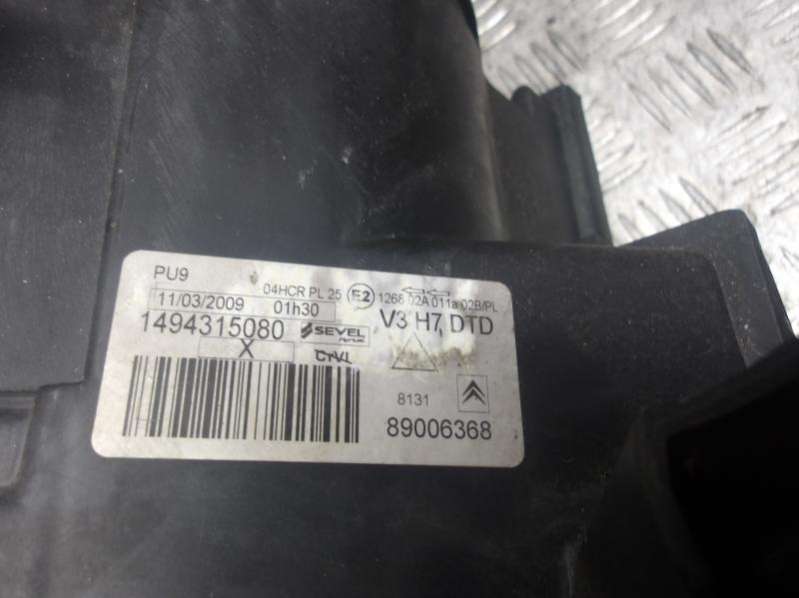 PU9
04HCR PL 25 E2 1268 02A 011a 02B/PL
11/03/2009 01h30
1494315080 SEVEL V3 H7, DTD
X
8131
89006368